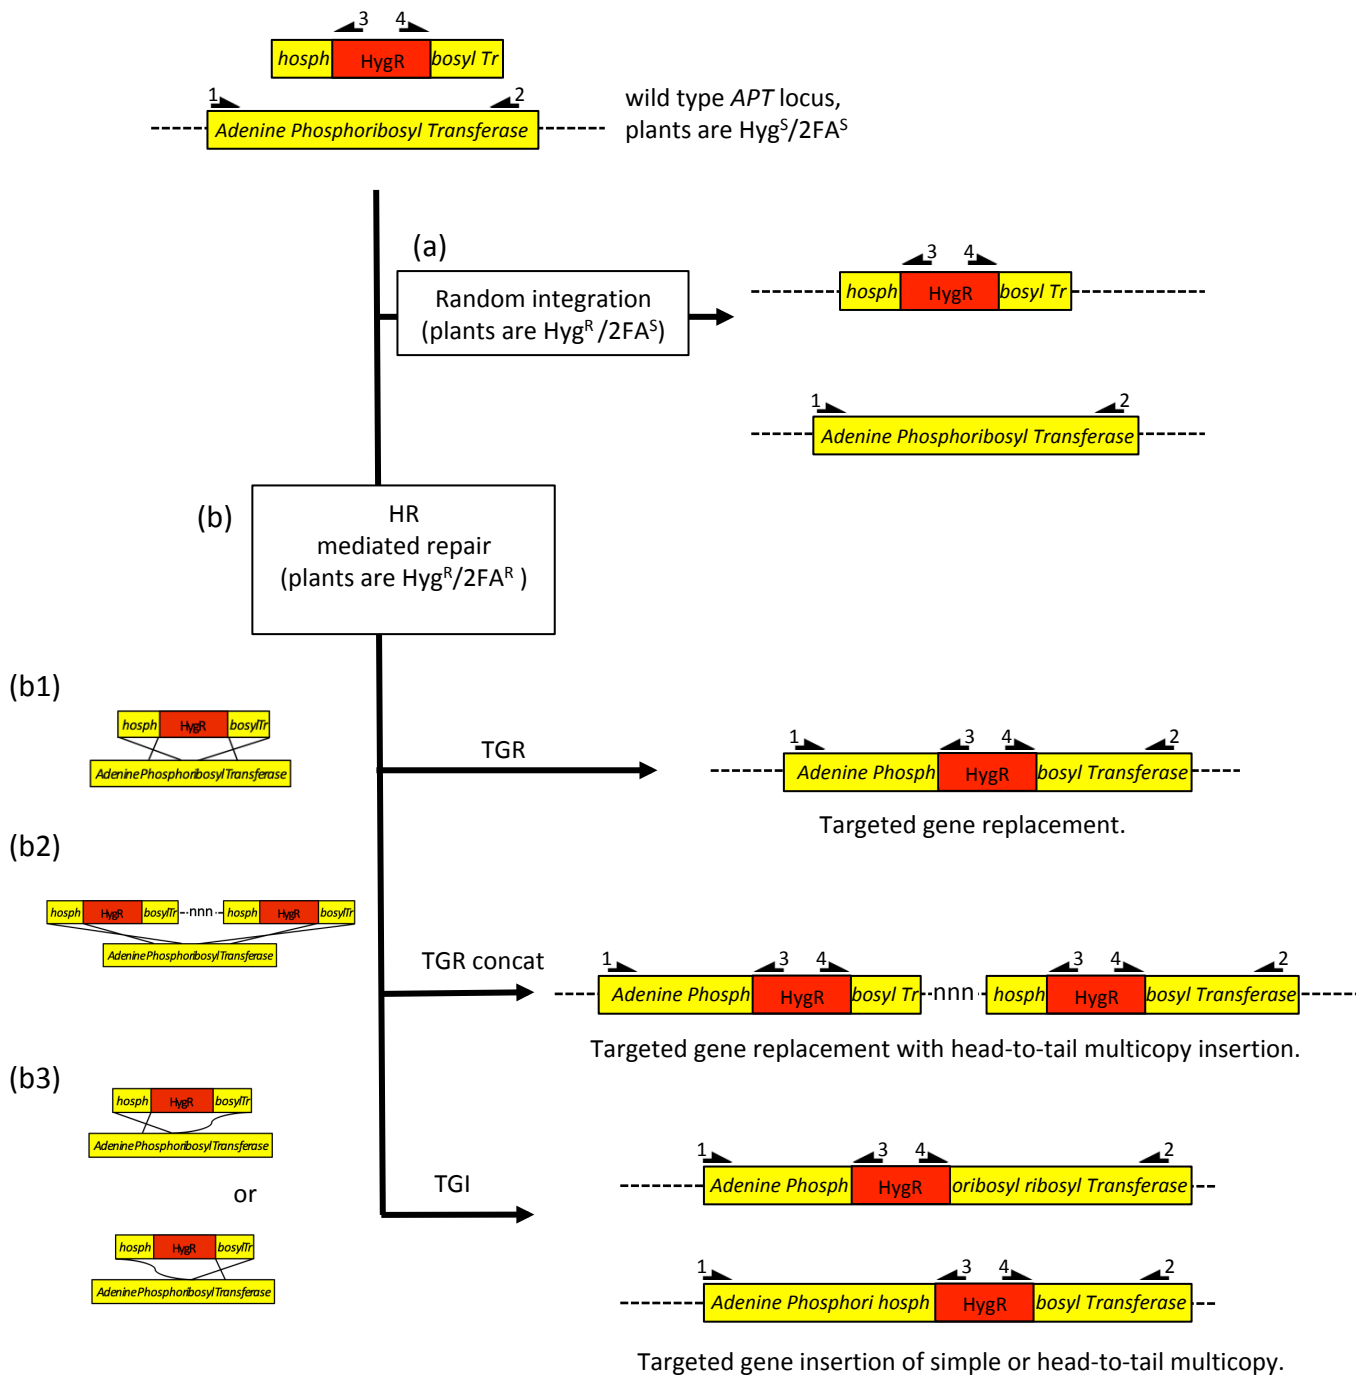 3 4
hosph HygR bosyl Tr
1 2
Adenine Phosphoribosyl Transferase
wild type APT locus,
plants are Hyg^S/2FA^S
(a)
Random integration
(plants are Hyg^R /2FA^S)
3 4
hosph HygR bosyl Tr
1 2
Adenine Phosphoribosyl Transferase
(b)
HR
mediated repair
(plants are Hyg^R/2FA^R )
(b1)
hosph HygR bosylTr
Adenine Phosphoribosyl Transferase
TGR
1 3 4 2
Adenine Phosph HygR bosyl Transferase
Targeted gene replacement.
(b2)
hosph HygR bosylTr -nnn- hosph HygR bosylTr
Adenine Phosphoribosyl Transferase
TGR concat
1 3 4 3 4 2
Adenine Phosph HygR bosyl Tr -nnn- hosph HygR bosyl Transferase
Targeted gene replacement with head-to-tail multicopy insertion.
(b3)
hosph HygR bosylTr
Adenine Phosphoribosyl Transferase
or
hosph HygR bosylTr
Adenine Phosphoribosyl Transferase
TGI
1 3 4 2
Adenine Phosph HygR oribosyl ribosyl Transferase
1 3 4 2
Adenine Phosphori hosph HygR bosyl Transferase
Targeted gene insertion of simple or head-to-tail multicopy.